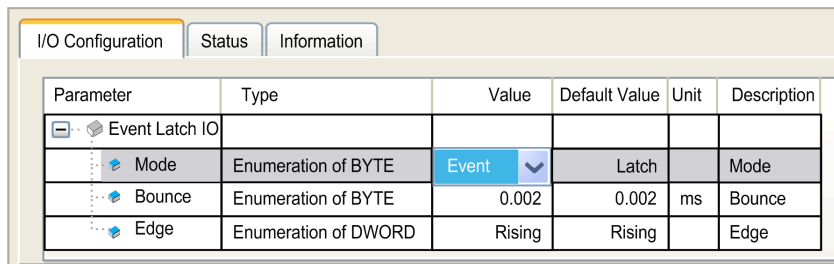 I/O Configuration Status Information
Parameter Type Value Default Value Unit Description
Event Latch IO
Mode Enumeration of BYTE Event Latch Mode
Bounce Enumeration of BYTE 0.002 0.002 ms Bounce
Edge Enumeration of DWORD Rising Rising Edge